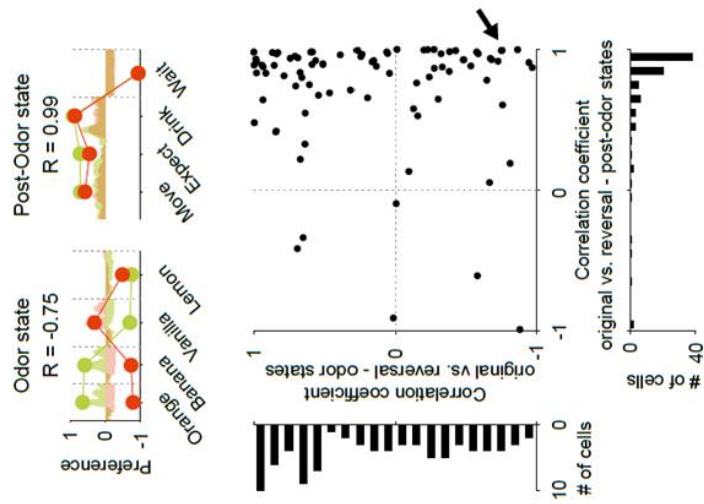 Odor state
R = -0.75
Post-Odor state
R = 0.99
Preference
1
0
-1
Orange
Banana
Vanilla
Lemon
Move
Expect
Drink
Wait
1
0
-1
Correlation coefficient
original vs. reversal - odor states
-1
0
1
Correlation coefficient
original vs. reversal - post-odor states
0
10
# of cells
0
40
# of cells